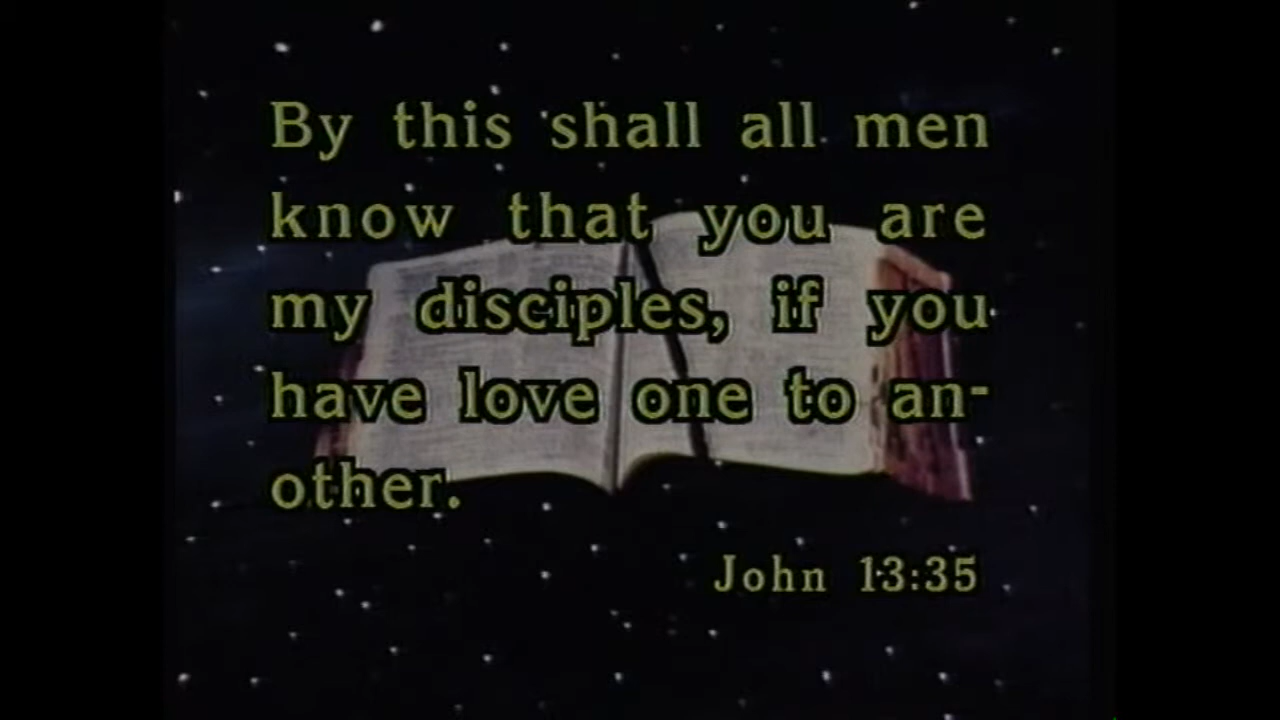 By this shall all men
know that you are
my disciples, if you
have love one to an-
other.
John 13:35